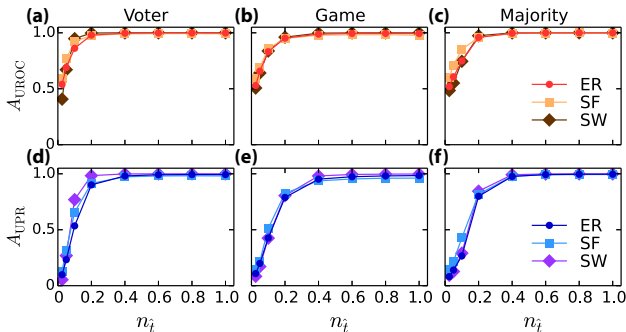 Voter Game Majority
(a) (b) (c)
A_UROC
1.0
0.5
0
ER
SF
SW
(d) (e) (f)
A_UPR
1.0
0.5
0
ER
SF
SW
0 0.2 0.4 0.6 0.8 1.0 0 0.2 0.4 0.6 0.8 1.0 0 0.2 0.4 0.6 0.8 1.0
n_t̂ n_t̂ n_t̂